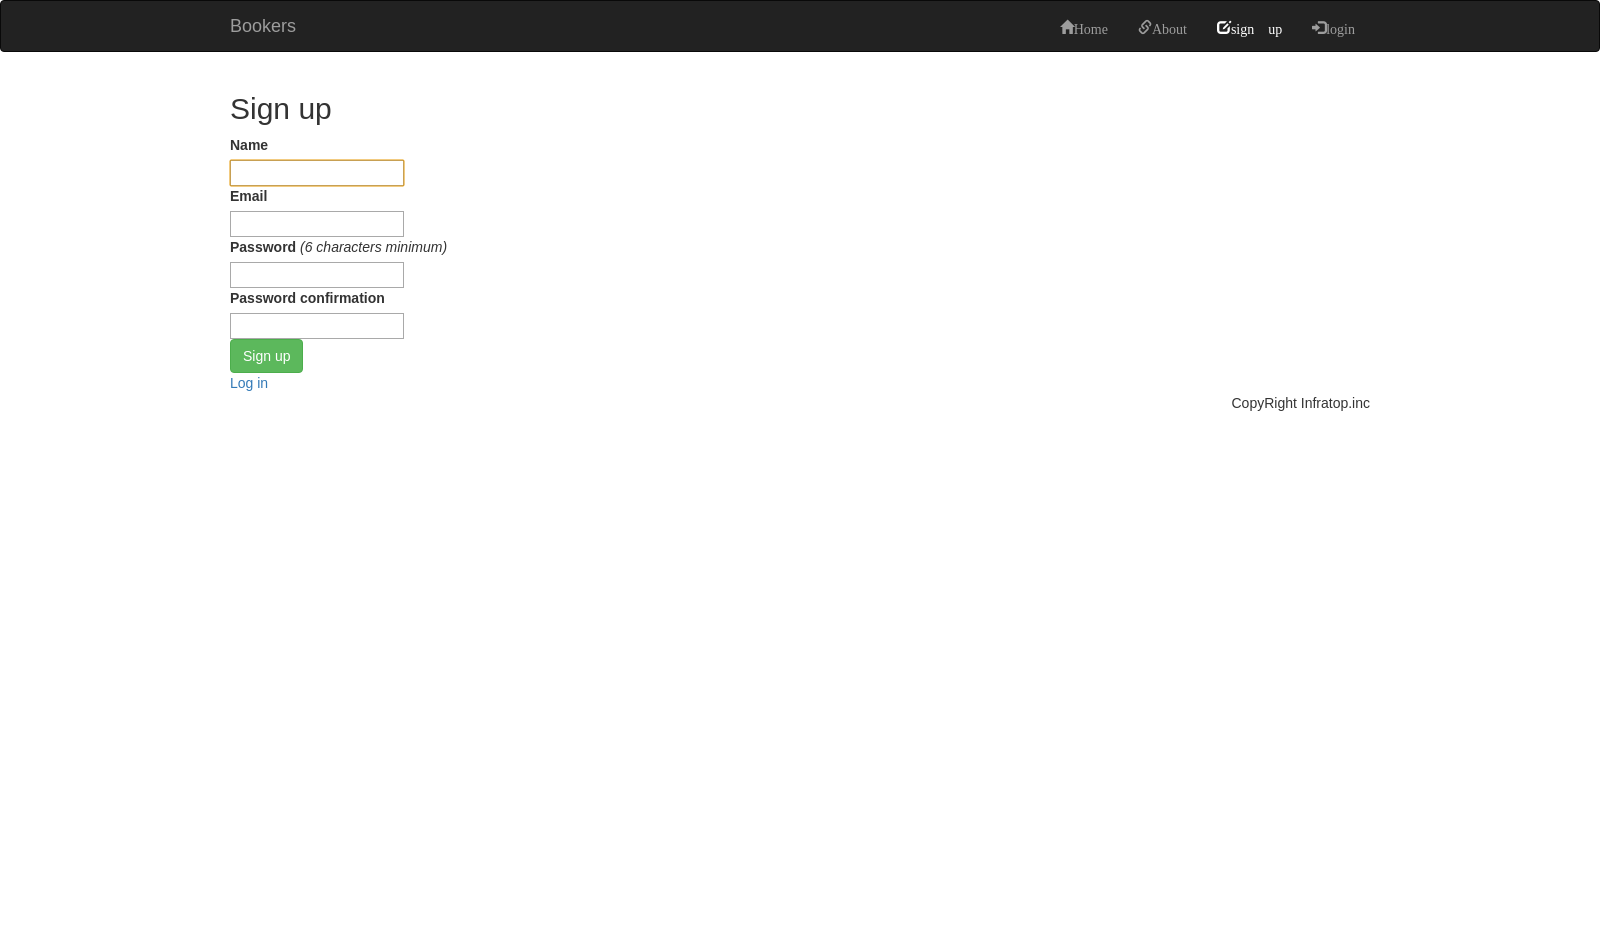 Bookers
Home About sign up login
Sign up
Name
Email
Password (6 characters minimum)
Password confirmation
Sign up
Log in
CopyRight Infratop.inc